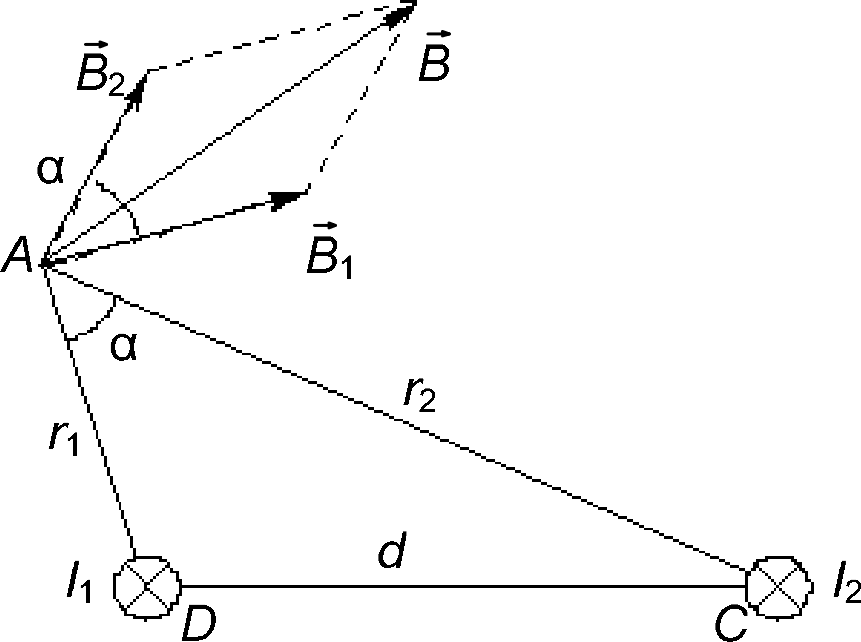 B⃗₂
B⃗
α
A
B⃗₁
α
r₂
r₁
d
I₁
D
C
I₂